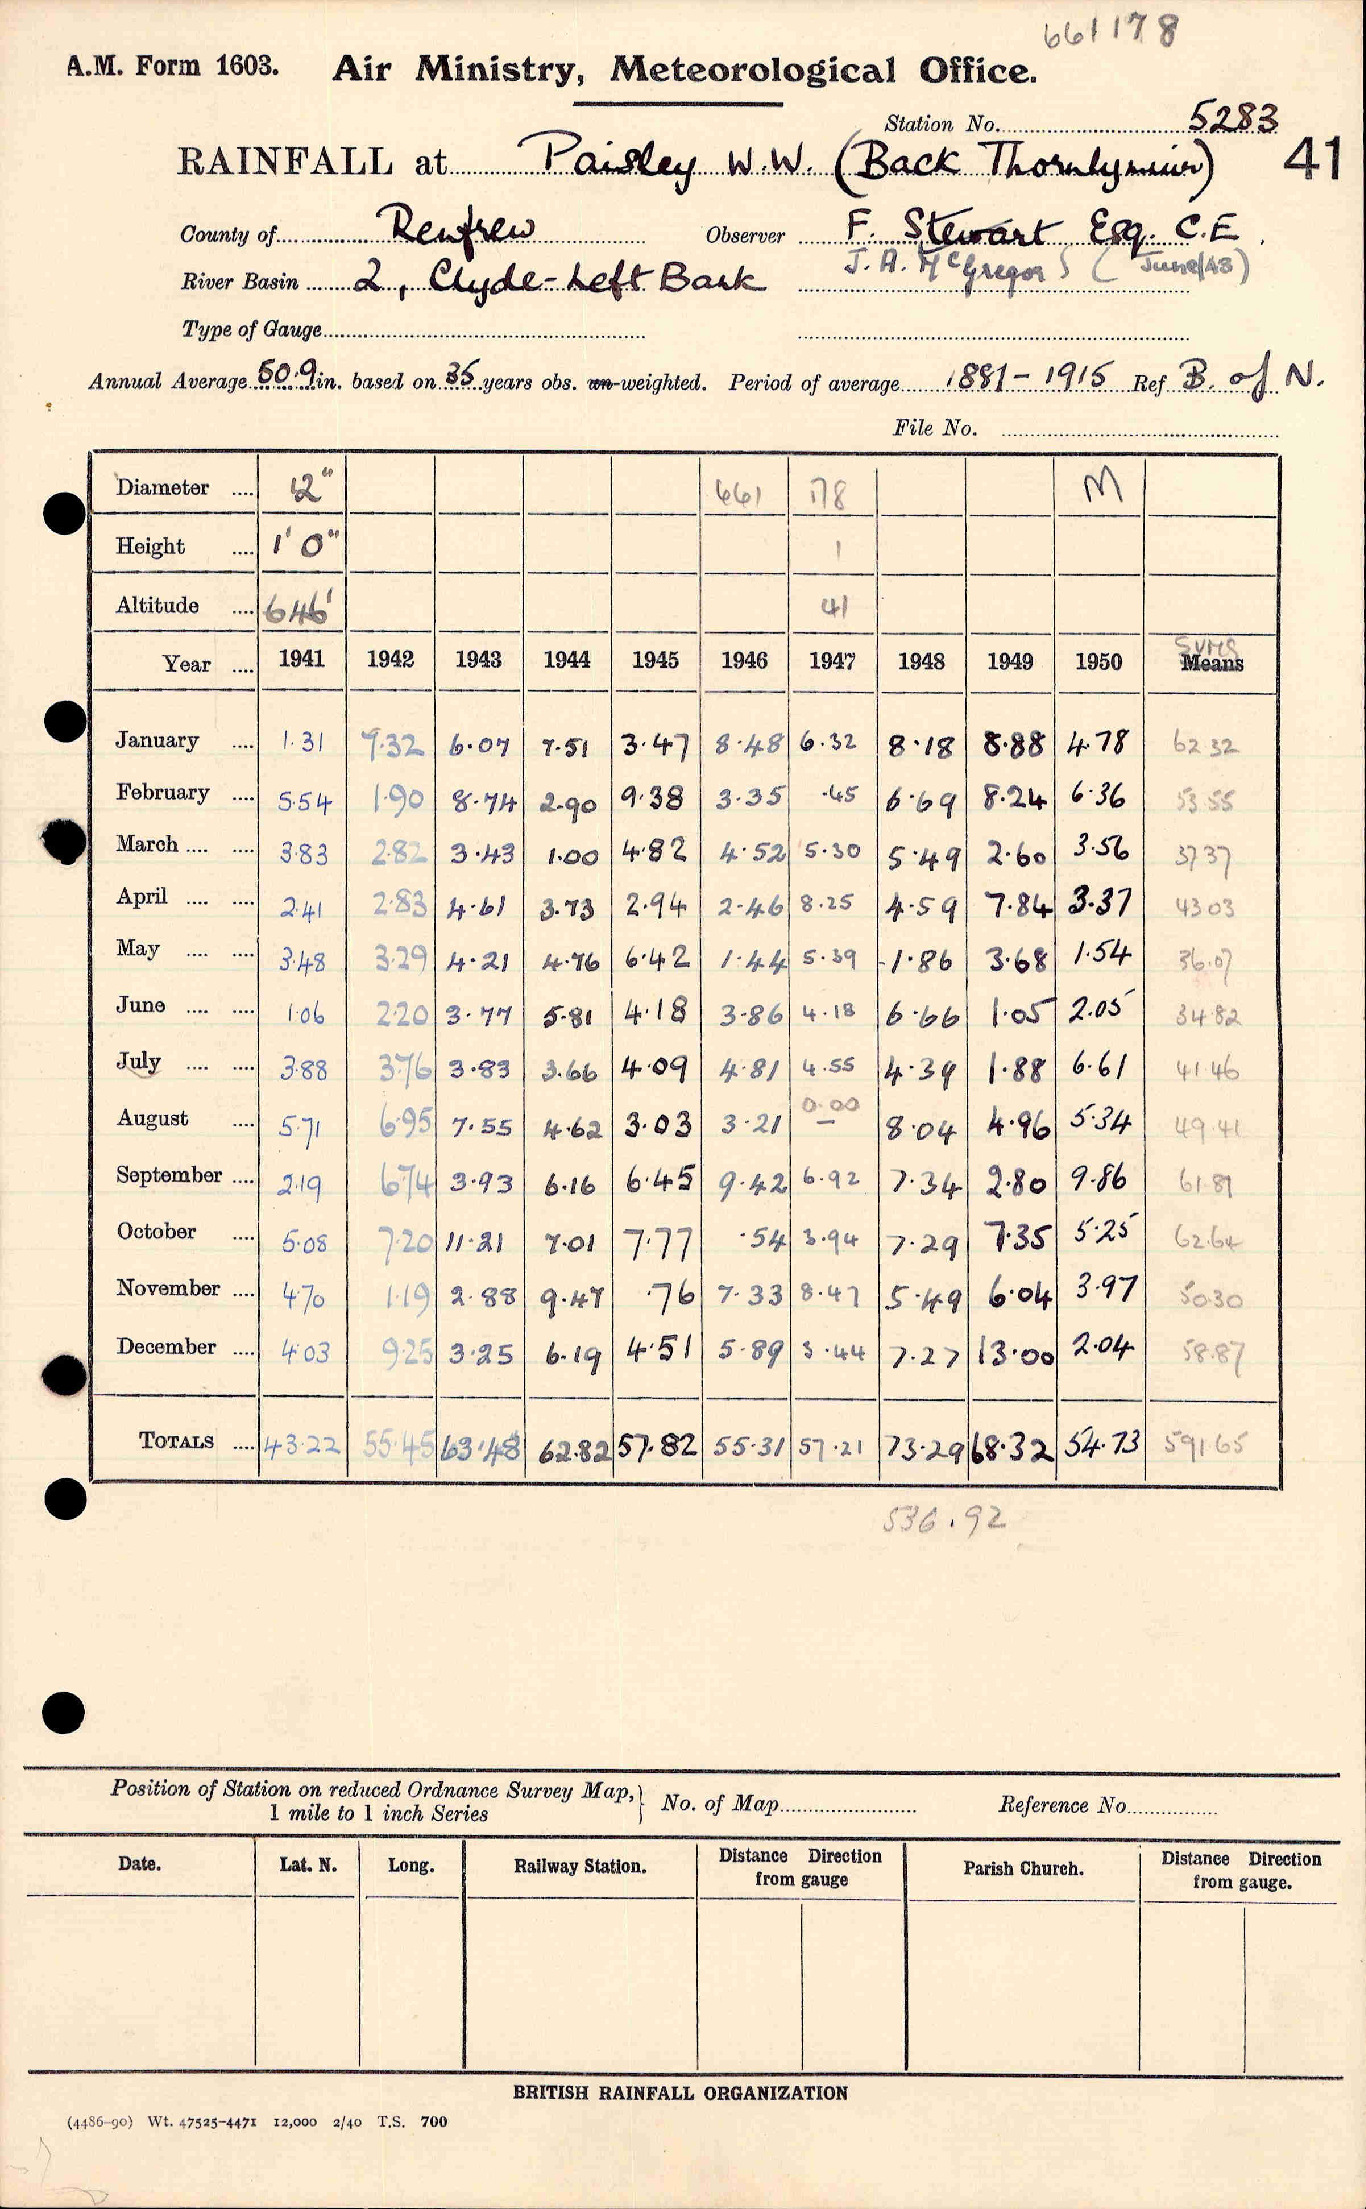 661178
A.M. Form 1603. Air Ministry, Meteorological Office.
Station No. 5283
RAINFALL at Paisley W.W. (Back Thornlymuir) 41
County of Renfrew Observer F. Stewart Esq. C.E.
River Basin 2, Clyde-Left Bank J. A. McGregor (June/43)
Type of Gauge
Annual Average 50.9 in. based on 35 years obs. un-weighted. Period of average 1881-1915 Ref B. of N.
File No.
Diameter .... 12" 661 178 M
Height .... 1' 0" 1
Altitude .... 646' 41
Sums
Year .... 1941 1942 1943 1944 1945 1946 1947 1948 1949 1950 Means
January .... 1.31 9.32 6.07 7.51 3.47 8.48 6.32 8.18 8.88 4.78 62.32
February .... 5.54 1.90 8.74 2.90 9.38 3.35 .45 6.69 8.24 6.36 53.55
March .... .... 3.83 2.82 3.43 1.00 4.82 4.52 5.30 5.49 2.60 3.56 37.37
April .... .... 2.41 2.83 4.61 3.73 2.94 2.46 8.25 4.59 7.84 3.37 43.03
May .... .... 3.48 3.29 4.21 4.76 6.42 1.44 5.39 1.86 3.68 1.54 36.07
June .... .... 1.06 2.20 3.77 5.81 4.18 3.86 4.18 6.66 1.05 2.05 34.82
July .... .... 3.88 3.76 3.83 3.66 4.09 4.81 4.55 4.39 1.88 6.61 41.46
0.00
August .... 5.71 6.95 7.55 4.62 3.03 3.21 — 8.04 4.96 5.34 49.41
September .... 2.19 6.74 3.93 6.16 6.45 9.42 6.92 7.34 2.80 9.86 61.81
October .... 5.08 7.20 11.21 7.01 7.77 .54 3.94 7.29 7.35 5.25 62.64
November .... 4.70 1.19 2.88 9.47 .76 7.33 8.47 5.49 6.04 3.97 50.30
December .... 4.03 9.25 3.25 6.19 4.51 5.89 3.44 7.27 13.00 2.04 58.87
TOTALS .... 43.22 55.45 63.48 62.82 57.82 55.31 57.21 73.29 68.32 54.73 591.65
536.92
Position of Station on reduced Ordnance Survey Map,
1 mile to 1 inch Series
No. of Map Reference No.
Date. Lat. N. Long. Railway Station. Distance from gauge Direction Parish Church. Distance Direction from gauge.
BRITISH RAINFALL ORGANIZATION
(4486-90) Wt. 47525-4471 12,000 2/40 T.S. 700